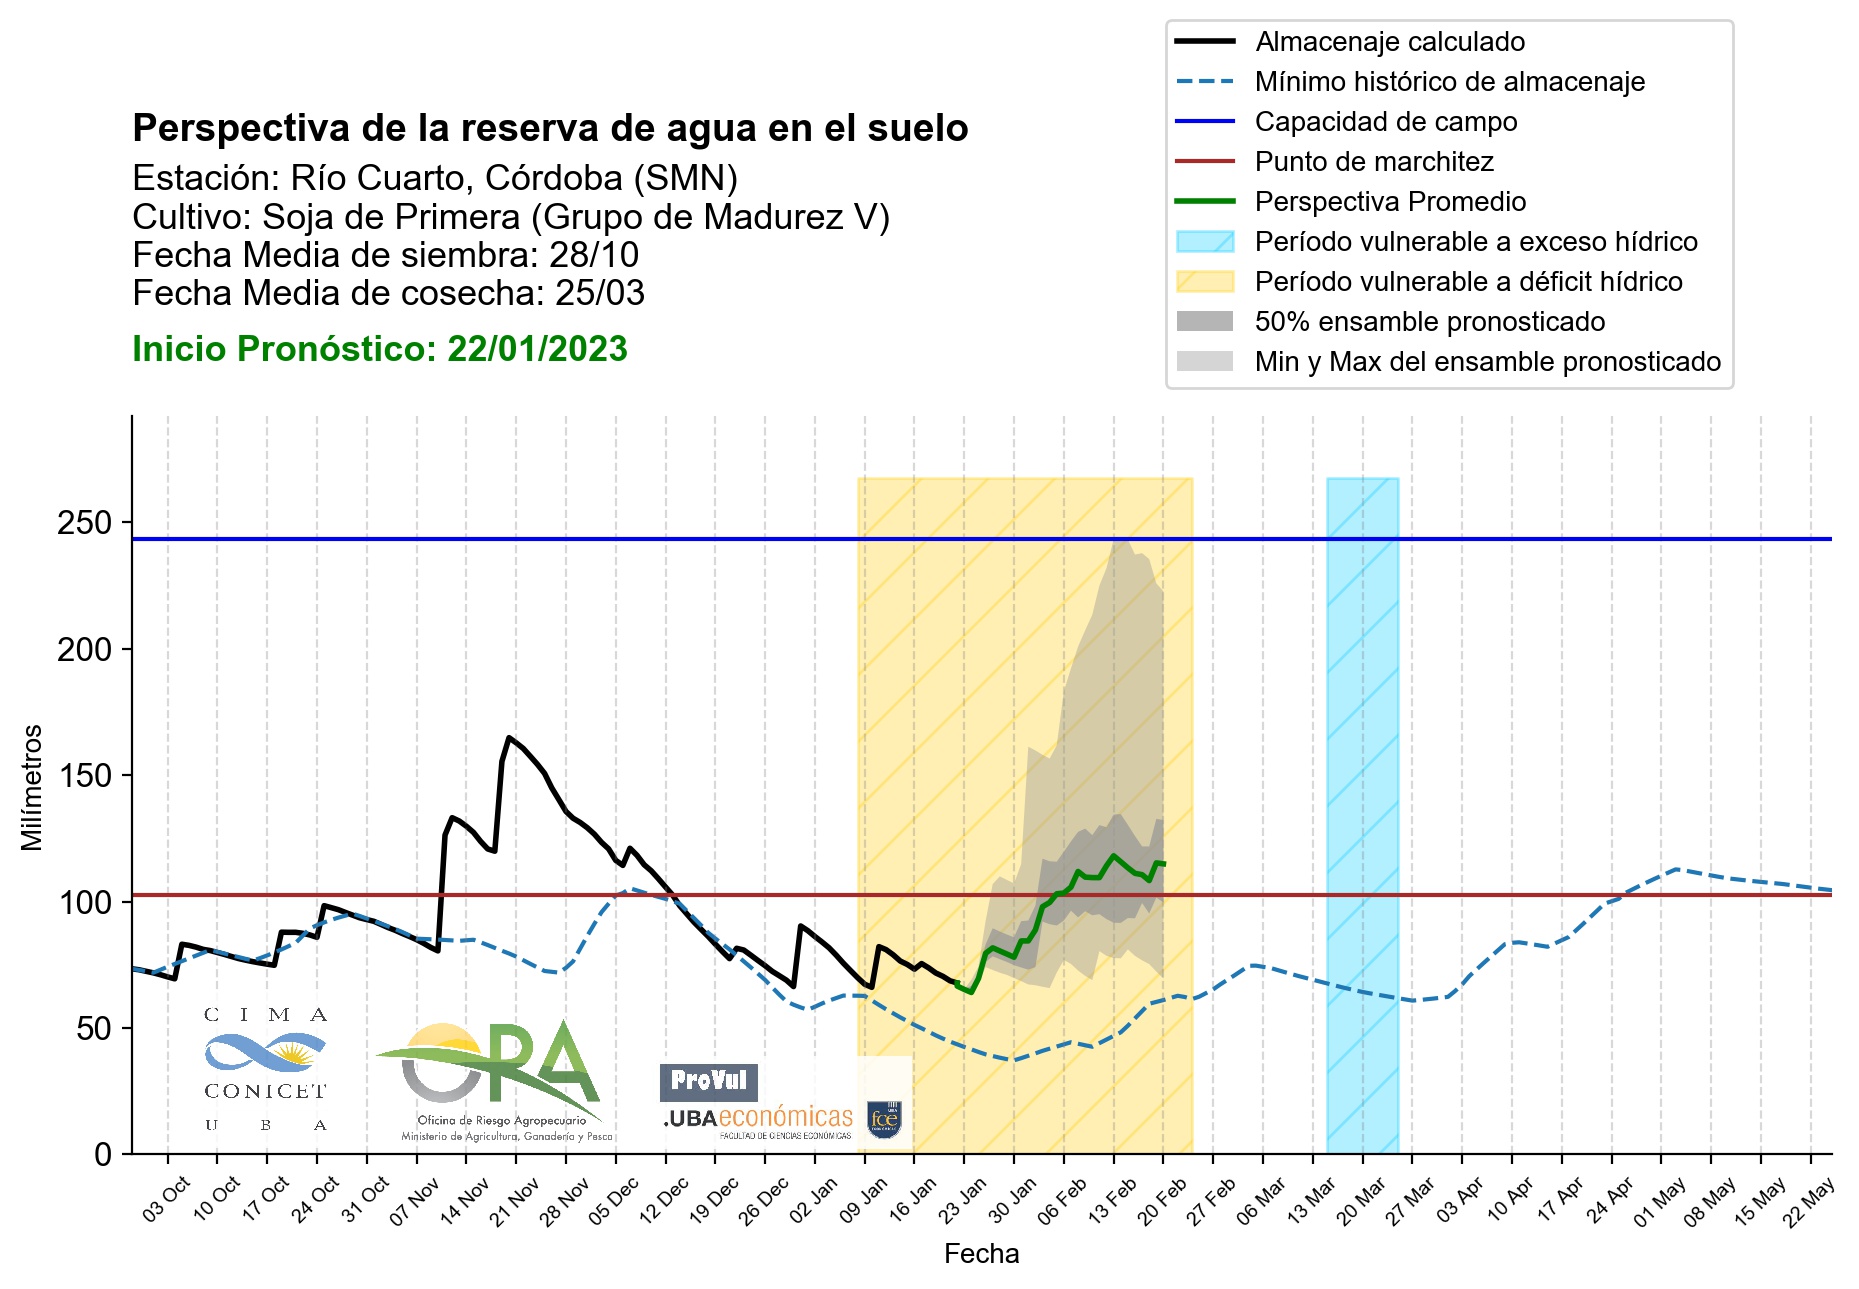 Almacenaje calculado
Mínimo histórico de almacenaje
Capacidad de campo
Punto de marchitez
Perspectiva Promedio
Período vulnerable a exceso hídrico
Período vulnerable a déficit hídrico
50% ensamble pronosticado
Min y Max del ensamble pronosticado
Perspectiva de la reserva de agua en el suelo
Estación: Río Cuarto, Córdoba (SMN)
Cultivo: Soja de Primera (Grupo de Madurez V)
Fecha Media de siembra: 28/10
Fecha Media de cosecha: 25/03
Inicio Pronóstico: 22/01/2023
Milímetros
250
200
150
100
50
0
CIMA
CONICET
UBA
ORA
Oficina de Riesgo Agropecuario
Ministerio de Agricultura, Ganadería y Pesca
ProVul
.UBAeconómicas
FACULTAD DE CIENCIAS ECONÓMICAS
UBA
fce
03 Oct
10 Oct
17 Oct
24 Oct
31 Oct
07 Nov
14 Nov
21 Nov
28 Nov
05 Dec
12 Dec
19 Dec
26 Dec
02 Jan
09 Jan
16 Jan
23 Jan
30 Jan
06 Feb
13 Feb
20 Feb
27 Feb
06 Mar
13 Mar
20 Mar
27 Mar
03 Apr
10 Apr
17 Apr
24 Apr
01 May
08 May
15 May
22 May
Fecha